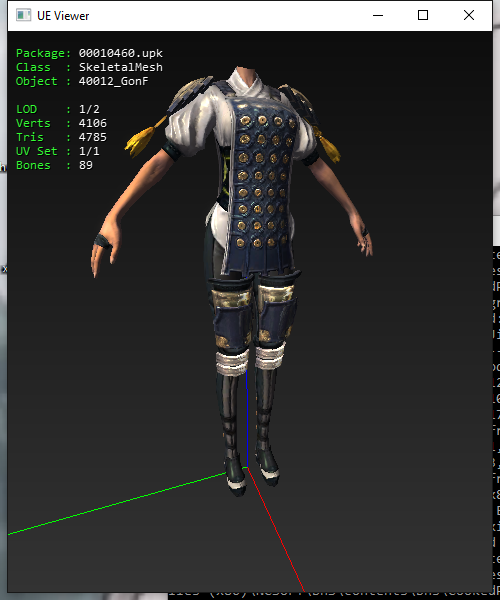 UE Viewer
Package: 00010460.upk
Class : SkeletalMesh
Object : 40012_GonF
LOD : 1/2
Verts : 4106
Tris : 4785
UV Set : 1/1
Bones : 89